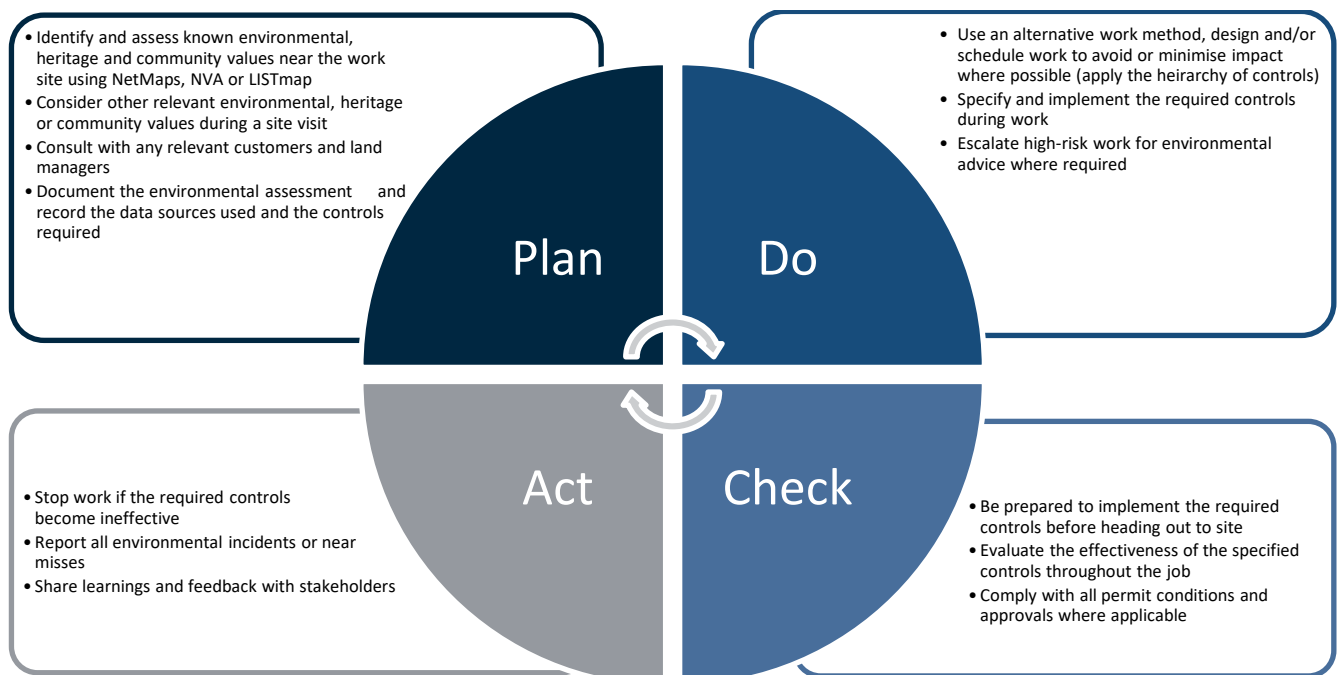 • Identify and assess known environmental,
heritage and community values near the work
site using NetMaps, NVA or LISTmap
• Consider other relevant environmental, heritage
or community values during a site visit
• Consult with any relevant customers and land
managers
• Document the environmental assessment and
record the data sources used and the controls
required
Plan
• Use an alternative work method, design and/or
schedule work to avoid or minimise impact
where possible (apply the heirarchy of controls)
• Specify and implement the required controls
during work
• Escalate high-risk work for environmental
advice where required
Do
• Stop work if the required controls
become ineffective
• Report all environmental incidents or near
misses
• Share learnings and feedback with stakeholders
Act
Check
• Be prepared to implement the required
controls before heading out to site
• Evaluate the effectiveness of the specified
controls throughout the job
• Comply with all permit conditions and
approvals where applicable